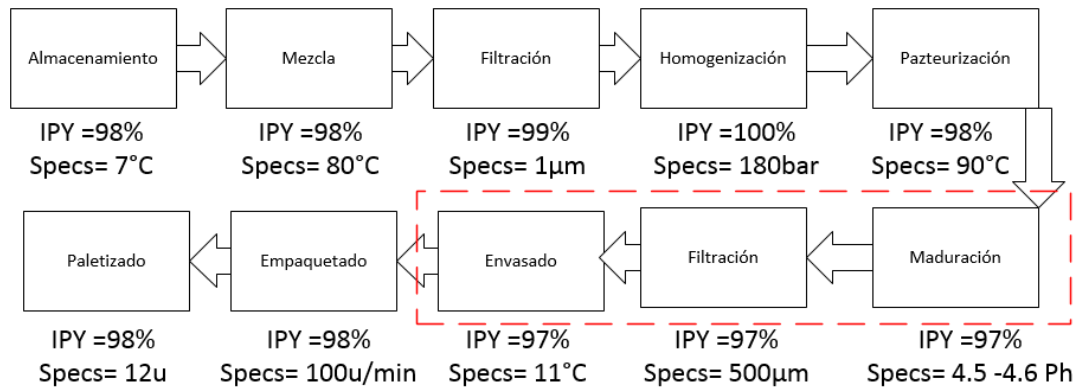 Almacenamiento
Mezcla
Filtración
Homogenización
Pazteurización
IPY =98%
Specs= 7°C
IPY =98%
Specs= 80°C
IPY =99%
Specs= 1µm
IPY =100%
Specs= 180bar
IPY =98%
Specs= 90°C
Paletizado
Empaquetado
Envasado
Filtración
Maduración
IPY =98%
Specs= 12u
IPY =98%
Specs= 100u/min
IPY =97%
Specs= 11°C
IPY =97%
Specs= 500µm
IPY =97%
Specs= 4.5 -4.6 Ph